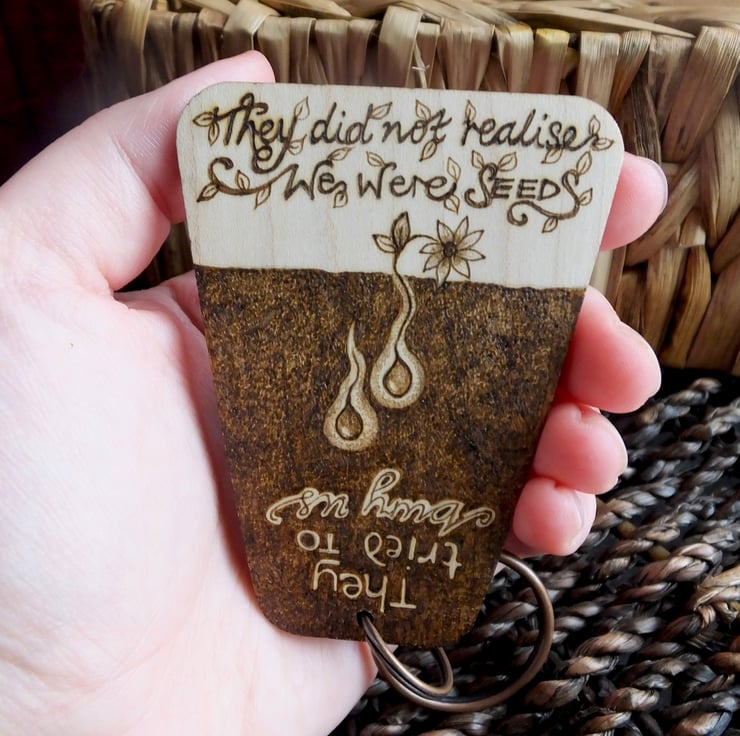 They did not realise
We Were SEEDS
They
tried TO
bury us